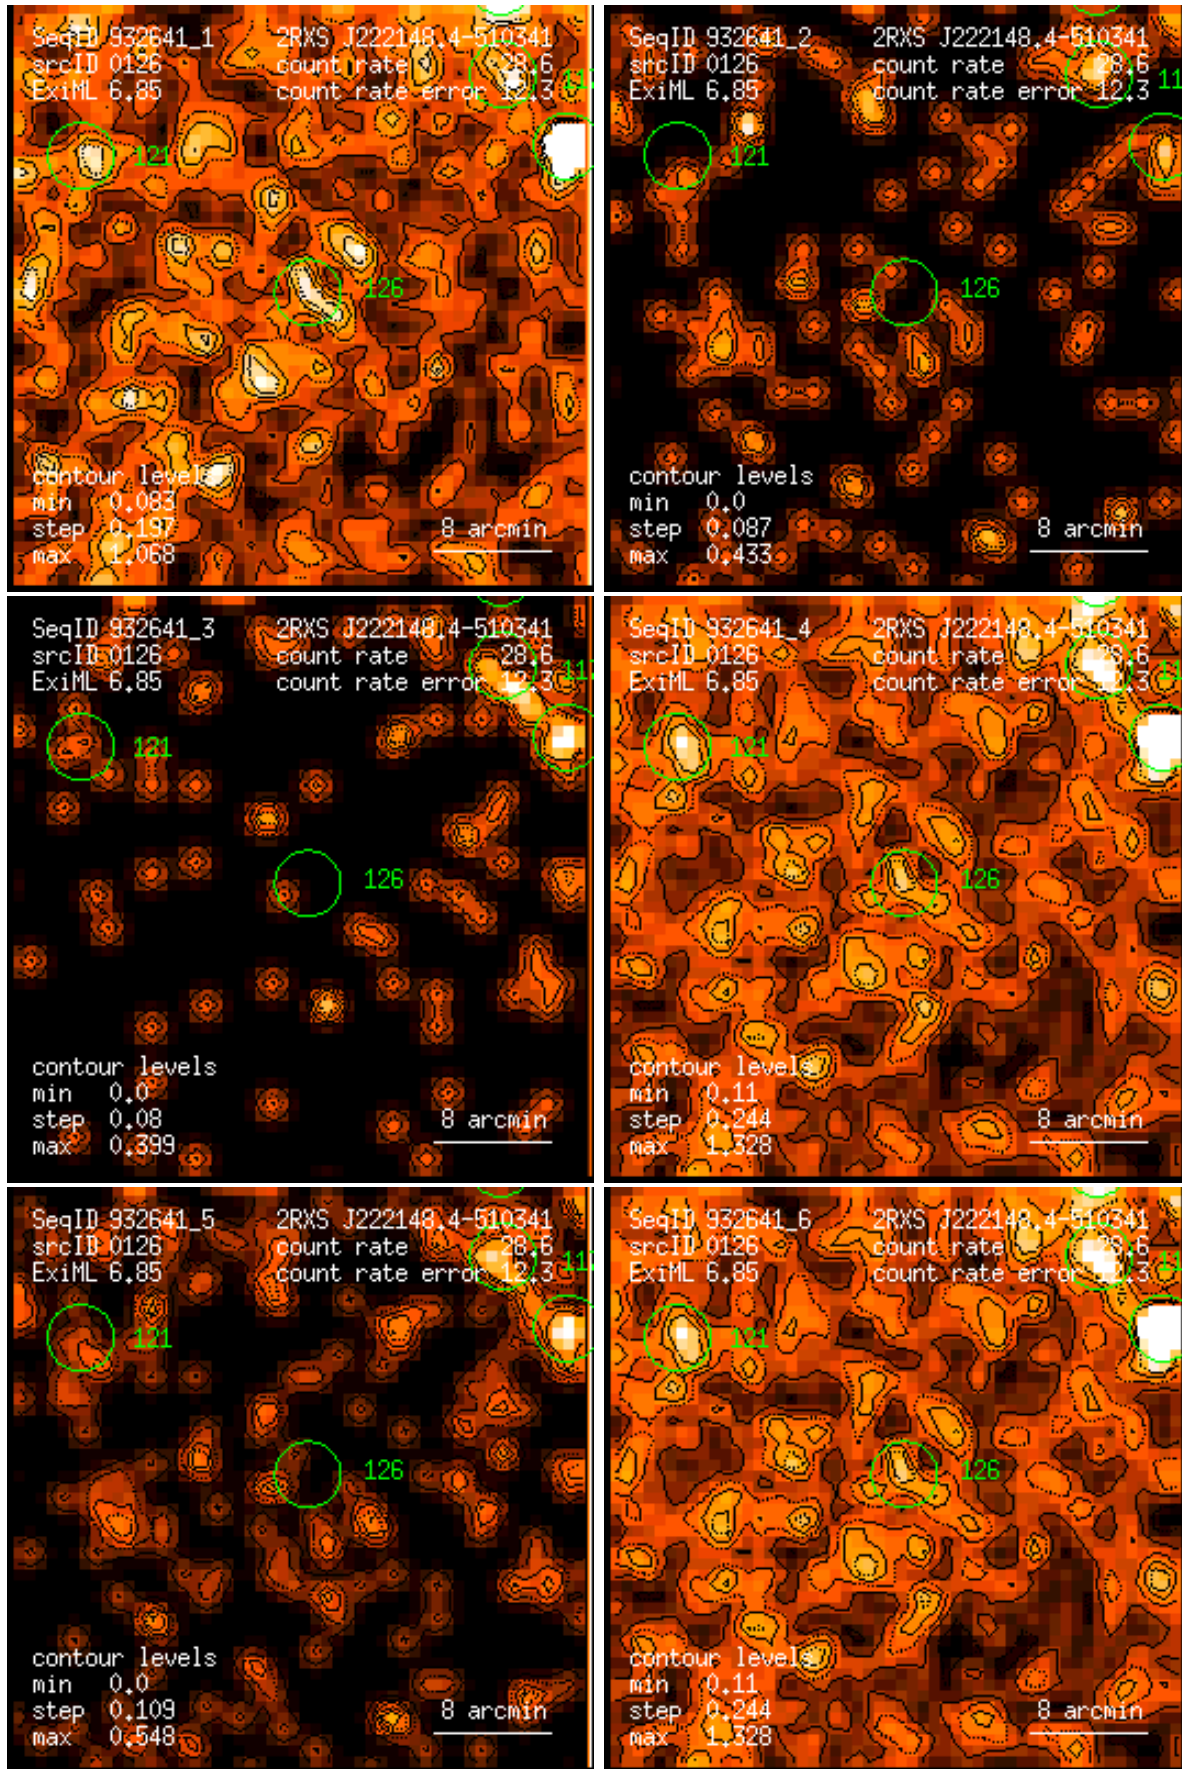 SeqID 932641_1 2RXS J222148.4-510341
srcID 0126 count rate 28.6
ExiML 6.85 count rate error 12.3
11
121
126
contour levels
min 0.083
step 0.197
max 1.068
8 arcmin
SeqID 932641_2 2RXS J222148.4-510341
srcID 0126 count rate 28.6
ExiML 6.85 count rate error 12.3
11
121
126
contour levels
min 0.0
step 0.087
max 0.433
8 arcmin
SeqID 932641_3 2RXS J222148.4-510341
srcID 0126 count rate 28.6
ExiML 6.85 count rate error 12.3
11
121
126
contour levels
min 0.0
step 0.08
max 0.399
8 arcmin
SeqID 932641_4 2RXS J222148.4-510341
srcID 0126 count rate 28.6
ExiML 6.85 count rate error 12.3
11
121
126
contour levels
min 0.11
step 0.244
max 1.328
8 arcmin
SeqID 932641_5 2RXS J222148.4-510341
srcID 0126 count rate 28.6
ExiML 6.85 count rate error 12.3
11
121
126
contour levels
min 0.0
step 0.109
max 0.548
8 arcmin
SeqID 932641_6 2RXS J222148.4-510341
srcID 0126 count rate 28.6
ExiML 6.85 count rate error 12.3
11
121
126
contour levels
min 0.11
step 0.244
max 1.328
8 arcmin